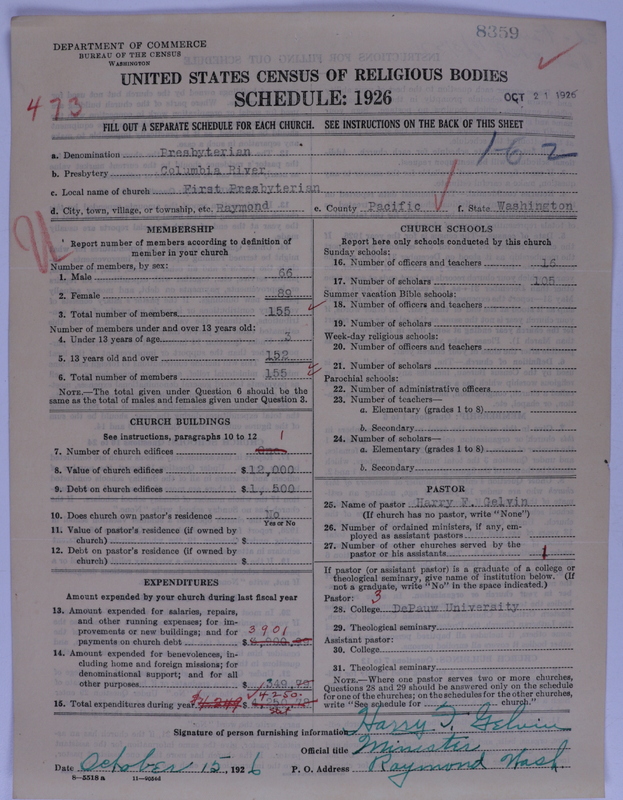 8359
DEPARTMENT OF COMMERCE
BUREAU OF THE CENSUS
WASHINGTON
UNITED STATES CENSUS OF RELIGIOUS BODIES
SCHEDULE: 1926
OCT 21 1926
473
FILL OUT A SEPARATE SCHEDULE FOR EACH CHURCH. SEE INSTRUCTIONS ON THE BACK OF THIS SHEET
162
a. Denomination Presbyterian
b. Presbytery Columbia River
c. Local name of church First Presbyterian
d. City, town, village, or township, etc. Raymond e. County Pacific f. State Washington
MEMBERSHIP
Report number of members according to definition of
member in your church
Number of members, by sex:
1. Male 66
2. Female 89
3. Total number of members 155
Number of members under and over 13 years old:
4. Under 13 years of age 3
5. 13 years old and over 152
6. Total number of members 155
NOTE.—The total given under Question 6 should be the
same as the total of males and females given under Question 3.
CHURCH BUILDINGS
See instructions, paragraphs 10 to 12
1
7. Number of church edifices One
8. Value of church edifices $12,000
9. Debt on church edifices $1,500
10. Does church own pastor's residence No
Yes or No
11. Value of pastor's residence (if owned by
church) $
12. Debt on pastor's residence (if owned by
church) $
EXPENDITURES
Amount expended by your church during last fiscal year
13. Amount expended for salaries, repairs,
and other running expenses; for im-
provements or new buildings; and for 3901
payments on church debt $
14. Amount expended for benevolences, in-
cluding home and foreign missions; for
denominational support; and for all
other purposes $349.79
4250.
15. Total expenditures during year $
CHURCH SCHOOLS
Report here only schools conducted by this church
Sunday schools:
16. Number of officers and teachers 16
17. Number of scholars 105
Summer vacation Bible schools:
18. Number of officers and teachers
19. Number of scholars
Week-day religious schools:
20. Number of officers and teachers
21. Number of scholars
Parochial schools:
22. Number of administrative officers
23. Number of teachers—
a. Elementary (grades 1 to 8)
b. Secondary
24. Number of scholars—
a. Elementary (grades 1 to 8)
b. Secondary
PASTOR
25. Name of pastor Harry F. Gelvin
(If church has no pastor, write "None")
26. Number of ordained ministers, if any, em-
ployed as assistant pastors
27. Number of other churches served by the
pastor or his assistants 1
If pastor (or assistant pastor) is a graduate of a college or
theological seminary, give name of institution below. (If
not a graduate, write "No" in the space indicated.)
Pastor: 3
28. College DePauw University
29. Theological seminary
Assistant pastor:
30. College
31. Theological seminary
NOTE.—Where one pastor serves two or more churches,
Questions 28 and 29 should be answered only on the schedule
for one of the churches; on the schedules for the other churches,
write "See schedule for church."
Signature of person furnishing information Harry F. Gelvin
Official title Minister
Date October 15, 1926 P. O. Address Raymond Wash.
8—5518 a